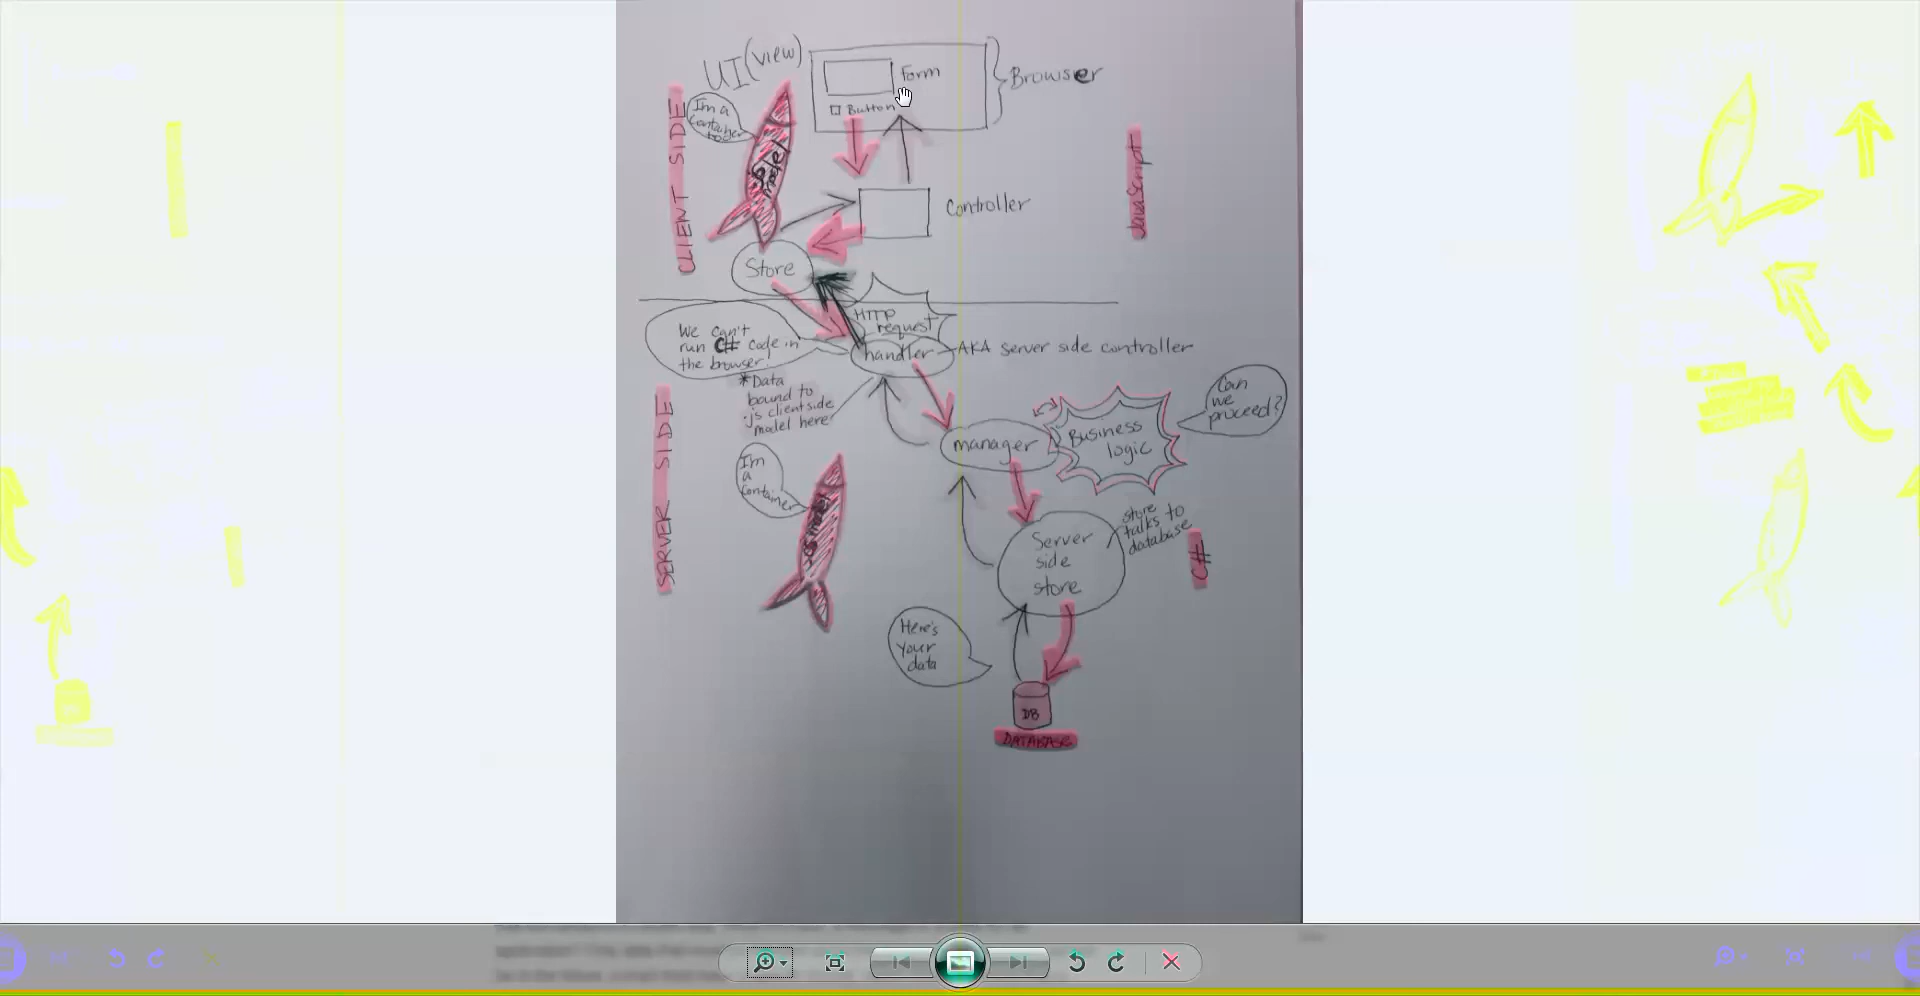 UI (view)
Form
Button
Browser
CLIENT SIDE
I'm a
Container
JavaScript
Controller
Store
HTTP
request
We can't
run C# code in
the browser.
handler
AKA server side controller
*Data
bound to
js client side
model here
SERVER SIDE
manager
Business
logic
Can
we
proceed?
I'm
a
Container
Server
side
store
store
talks to
database
C#
Here's
your
data
DB
DATABASE